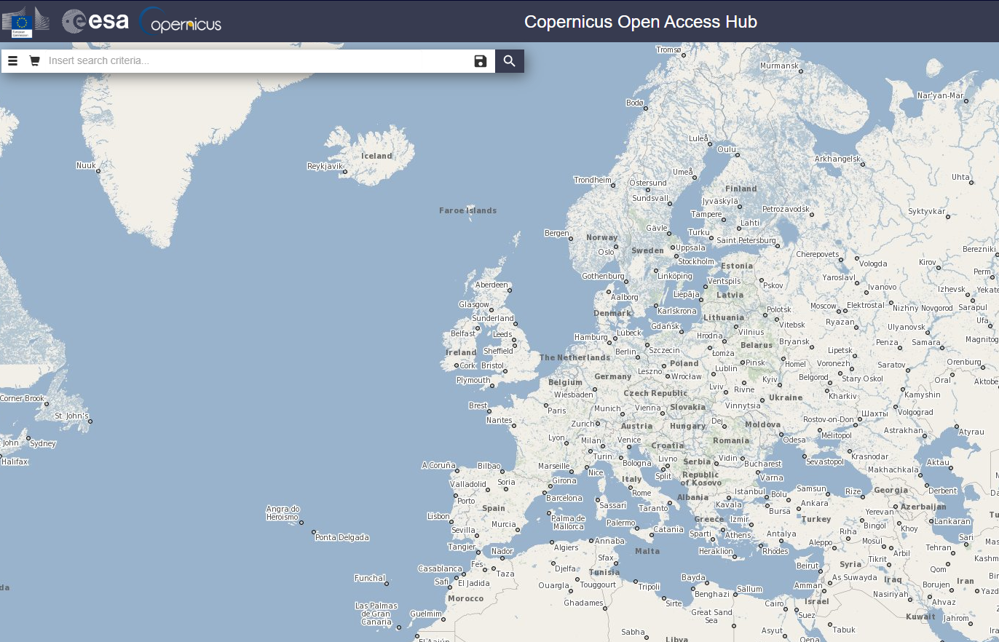 European
Commission
esa
opernicus
Copernicus Open Access Hub
Insert search criteria...
Tromsø
Murmansk
Nar'yan-Mar
Bodø
Luleå
Oulu
Arkhangelsk
Nuuk
Iceland
Reykjavik
Umeå
Uhta
Trondheim
Östersund
Finland
Sundsvall
Jyväskylä
Faroe Islands
Tampere
Petrozavodsk
Syktyvkar
Lahti
Gävle
Turku
Bergen
Norway
Saint Petersburg
Oslo
Sweden
Uppsala
Berezniki
Stockholm
Cherepovets
Vologda
Kirov
Estonia
Perm
Gothenburg
Linköping
Ventspils
Pskov
Yaroslavl
Ivanovo
Izhevsk
Yekate
Aberdeen
Aalborg
Liepāja
Latvia
Glasgow
Moscow
Elektrostal
Nizhny Novgorod
Sarapul
Denmark
Karlskrona
Polotsk
Sunderland
Lithuania
Vitebsk
Ryazan
Ufa
Gdańsk
Ulyanovsk
Belfast
Leeds
Hamburg
Lübeck
Vilnius
Hrodna
Bryansk
Penza
Samara
Magnitog
Sheffield
Ireland
Berlin
Szczecin
Łomża
Belarus
Lipetsk
The Netherlands
Poland
Pinsk
Homel
Voronezh
Saratov
Orenburg
Cork
Bristol
Leszno
Lublin
Plymouth
Belgium
Germany
Wrocław
Kyiv
Belgorod
Stary Oskol
Oral
Aktobe
Wiesbaden
Czech Republic
Lviv
Rivne
Ukraine
Kharkiv
Kamyshin
Corner Brook
Brest
Paris
Munich
Vienna
Slovakia
Vinnytsia
Шахты
Volgograd
St. John's
Nantes
Zurich
Austria
Hungary
Dej
Moldova
Rostov-on-Don
Astrakhan
Atyrau
John
Sydney
Lyon
Milan
Venice
Croatia
Romania
Odesa
Melitopol
Halifax
Turin
Bologna
Livno
Serbia
Vidin
Bucharest
Sevastopol
Krasnodar
Aktau
A Coruña
Bilbao
Marseille
Nice
Split
Republic
of Kosovo
Varna
Makhachkala
Valladolid
Soria
Girona
Italy
Rome
Istanbul
Samsun
Rize
Georgia
Derbent
Porto
Barcelona
Sassari
Taranto
Albania
Kavala
Bolu
Ankara
Azerbaijan
Angra do
Heroísmo
Spain
Bursa
Yerevan
Lisbon
Palma de
Mallorca
Palermo
Greece
Izmir
Turkey
Bingöl
Khoy
Lankaran
Murcia
Sevilla
Catania
Sparti
Athens
Antalya
Riha
Ponta Delgada
Sari
Tangier
Nador
Algiers
Annaba
Malta
Heraklion
Rhodes
Aleppo
Mosul
Arbil
Tehran
Casablanca
Fes
Taza
Djelfa
Sfax
Tunisia
Beirut
Syria
Tikrit
Qom
Kashm
Funchal
Safi
El Jadida
Ouargla
Touggourt
Tripoli
Bayda
Sallum
Amman
As Suwayda
Iraq
Borujen
Iran
Morocco
Ghadames
Sirte
Benghazi
Cairo
Israel
Nasiriyah
Ahvaz
Yazd
Las Palmas
de Gran
Canaria
Guelmim
Great Sand
Sea
Suez
Kuwait
Jahrom
Sabha
Asyut
Tabuk
Libya
Qena